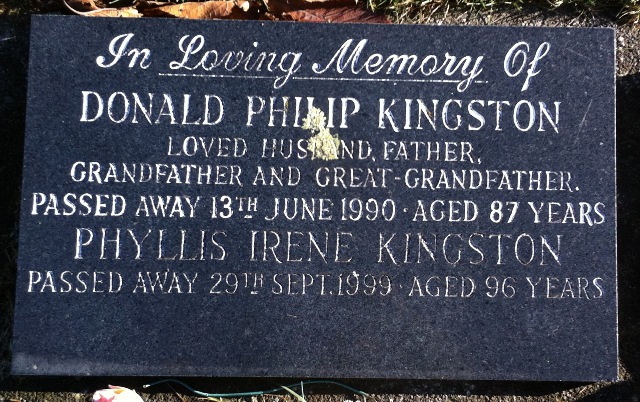 In Loving Memory Of
DONALD PHILIP KINGSTON
LOVED HUSBAND, FATHER,
GRANDFATHER AND GREAT-GRANDFATHER.
PASSED AWAY 13TH JUNE 1990 · AGED 87 YEARS
PHYLLIS IRENE KINGSTON
PASSED AWAY 29TH SEPT. 1999 · AGED 96 YEARS